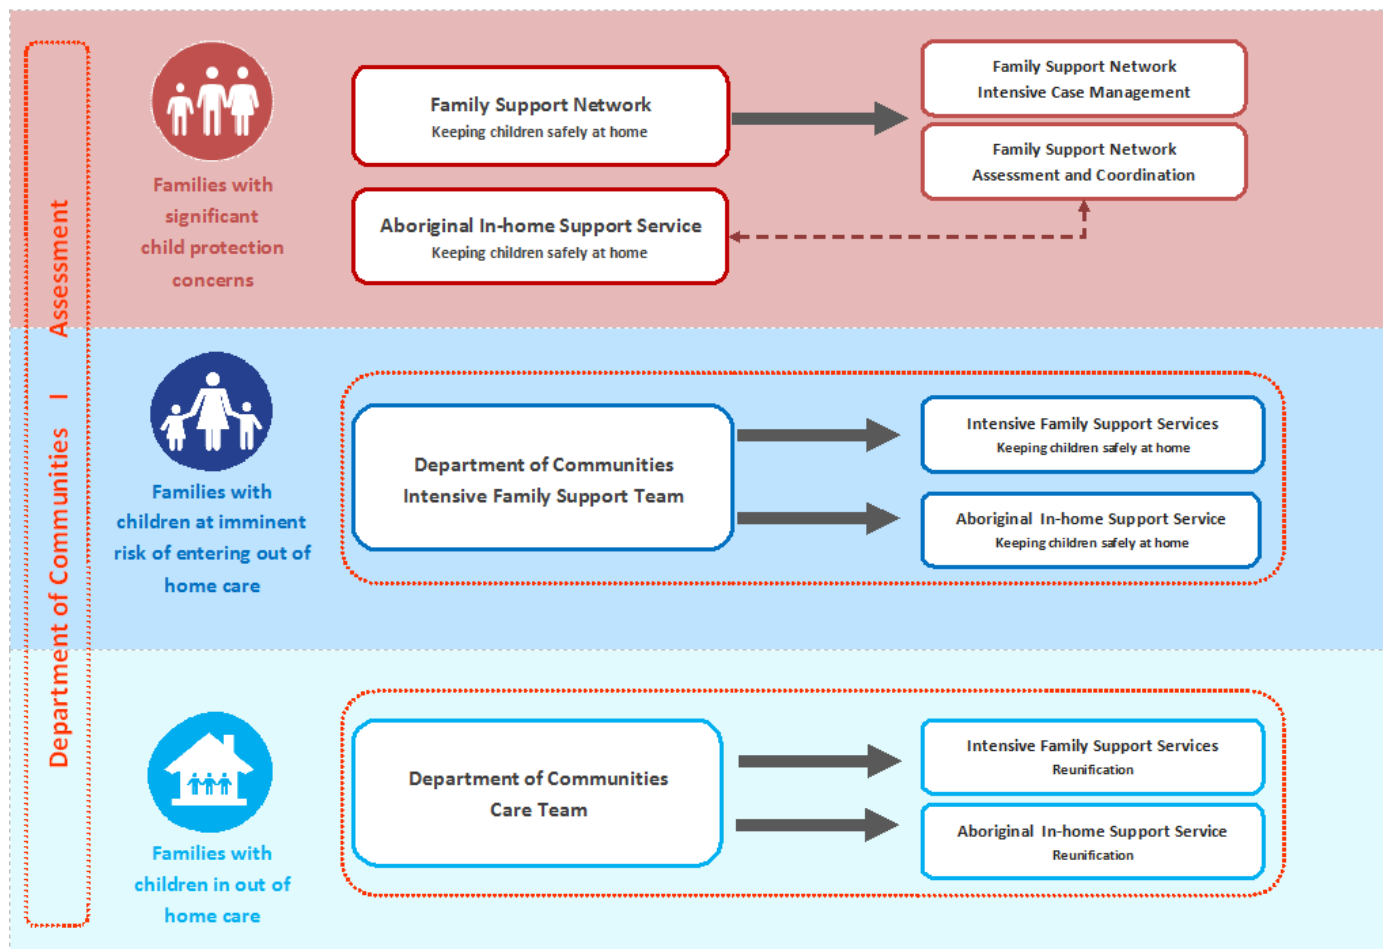 Department of Communities I Assessment
Families with
significant
child protection
concerns
Family Support Network
Keeping children safely at home
Aboriginal In-home Support Service
Keeping children safely at home
Family Support Network
Intensive Case Management
Family Support Network
Assessment and Coordination
Families with
children at imminent
risk of entering out of
home care
Department of Communities
Intensive Family Support Team
Intensive Family Support Services
Keeping children safely at home
Aboriginal In-home Support Service
Keeping children safely at home
Families with
children in out of
home care
Department of Communities
Care Team
Intensive Family Support Services
Reunification
Aboriginal In-home Support Service
Reunification